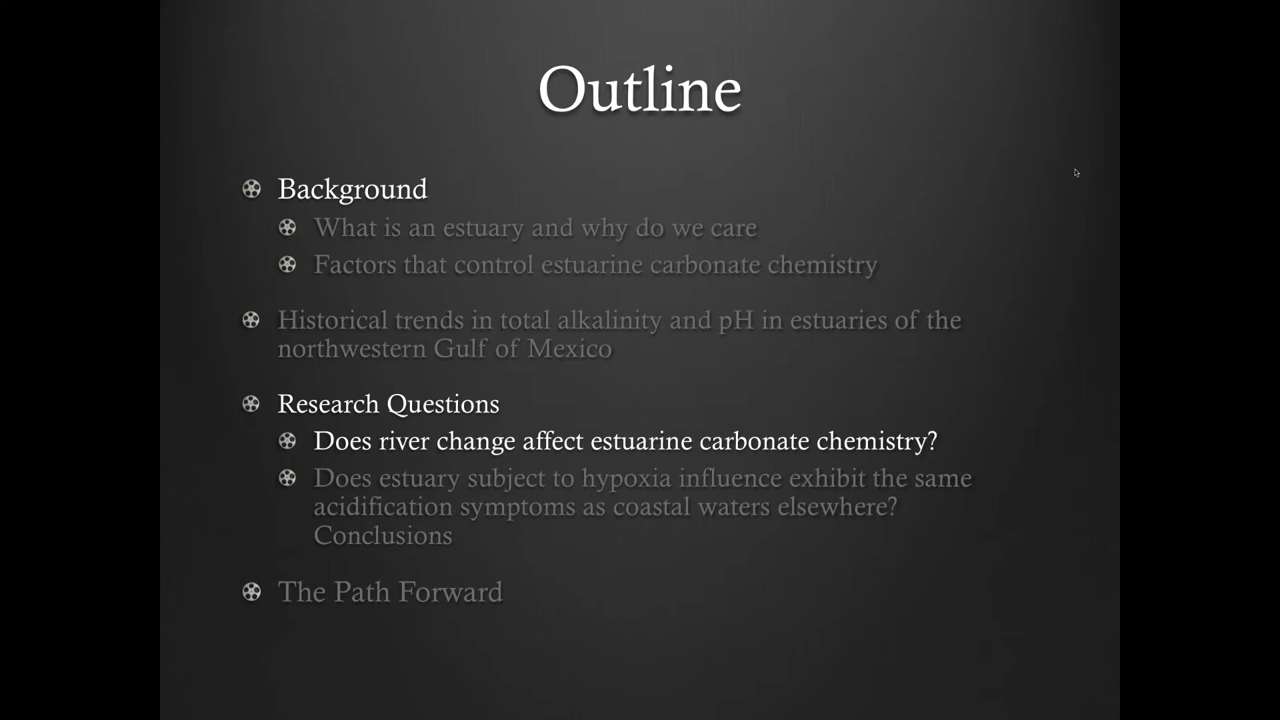 Outline
Background
What is an estuary and why do we care
Factors that control estuarine carbonate chemistry
Historical trends in total alkalinity and pH in estuaries of the
northwestern Gulf of Mexico
Research Questions
Does river change affect estuarine carbonate chemistry?
Does estuary subject to hypoxia influence exhibit the same
acidification symptoms as coastal waters elsewhere?
Conclusions
The Path Forward